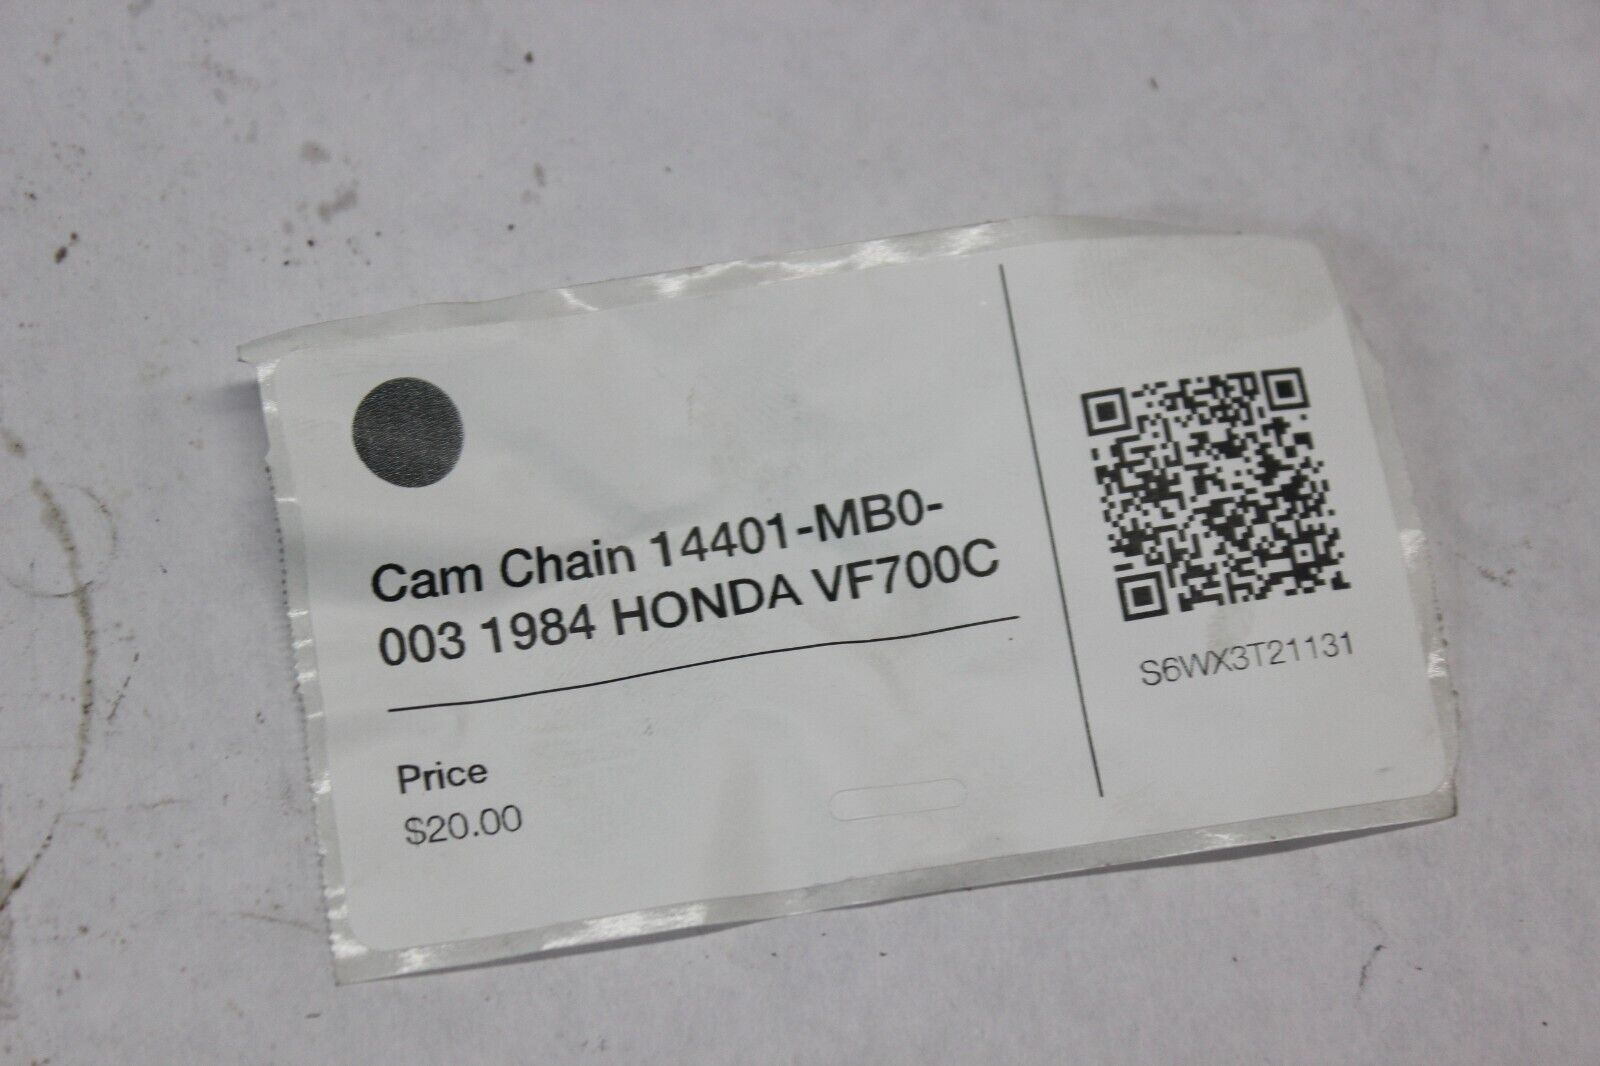 Cam Chain 14401-MB0-
003 1984 HONDA VF700C
Price
$20.00
S6WX3T21131